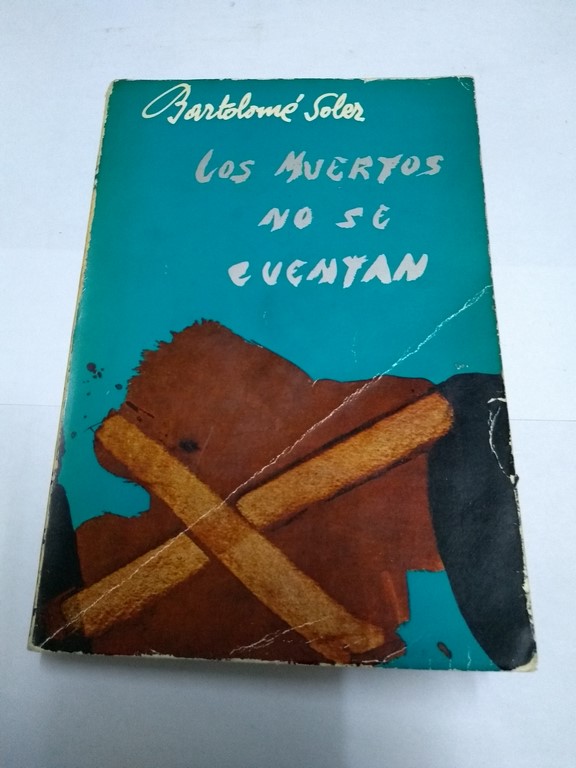 Bartolomé Soler
LOS MUERTOS
NO SE
CUENTAN